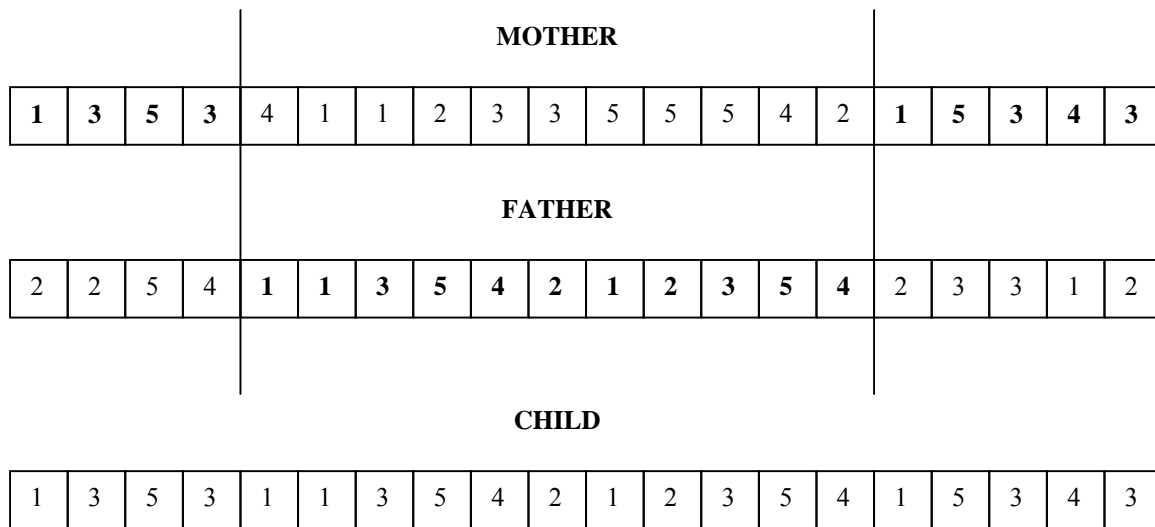 MOTHER
1 3 5 3 4 1 1 2 3 3 5 5 5 4 2 1 5 3 4 3
FATHER
2 2 5 4 1 1 3 5 4 2 1 2 3 5 4 2 3 3 1 2
CHILD
1 3 5 3 1 1 3 5 4 2 1 2 3 5 4 1 5 3 4 3